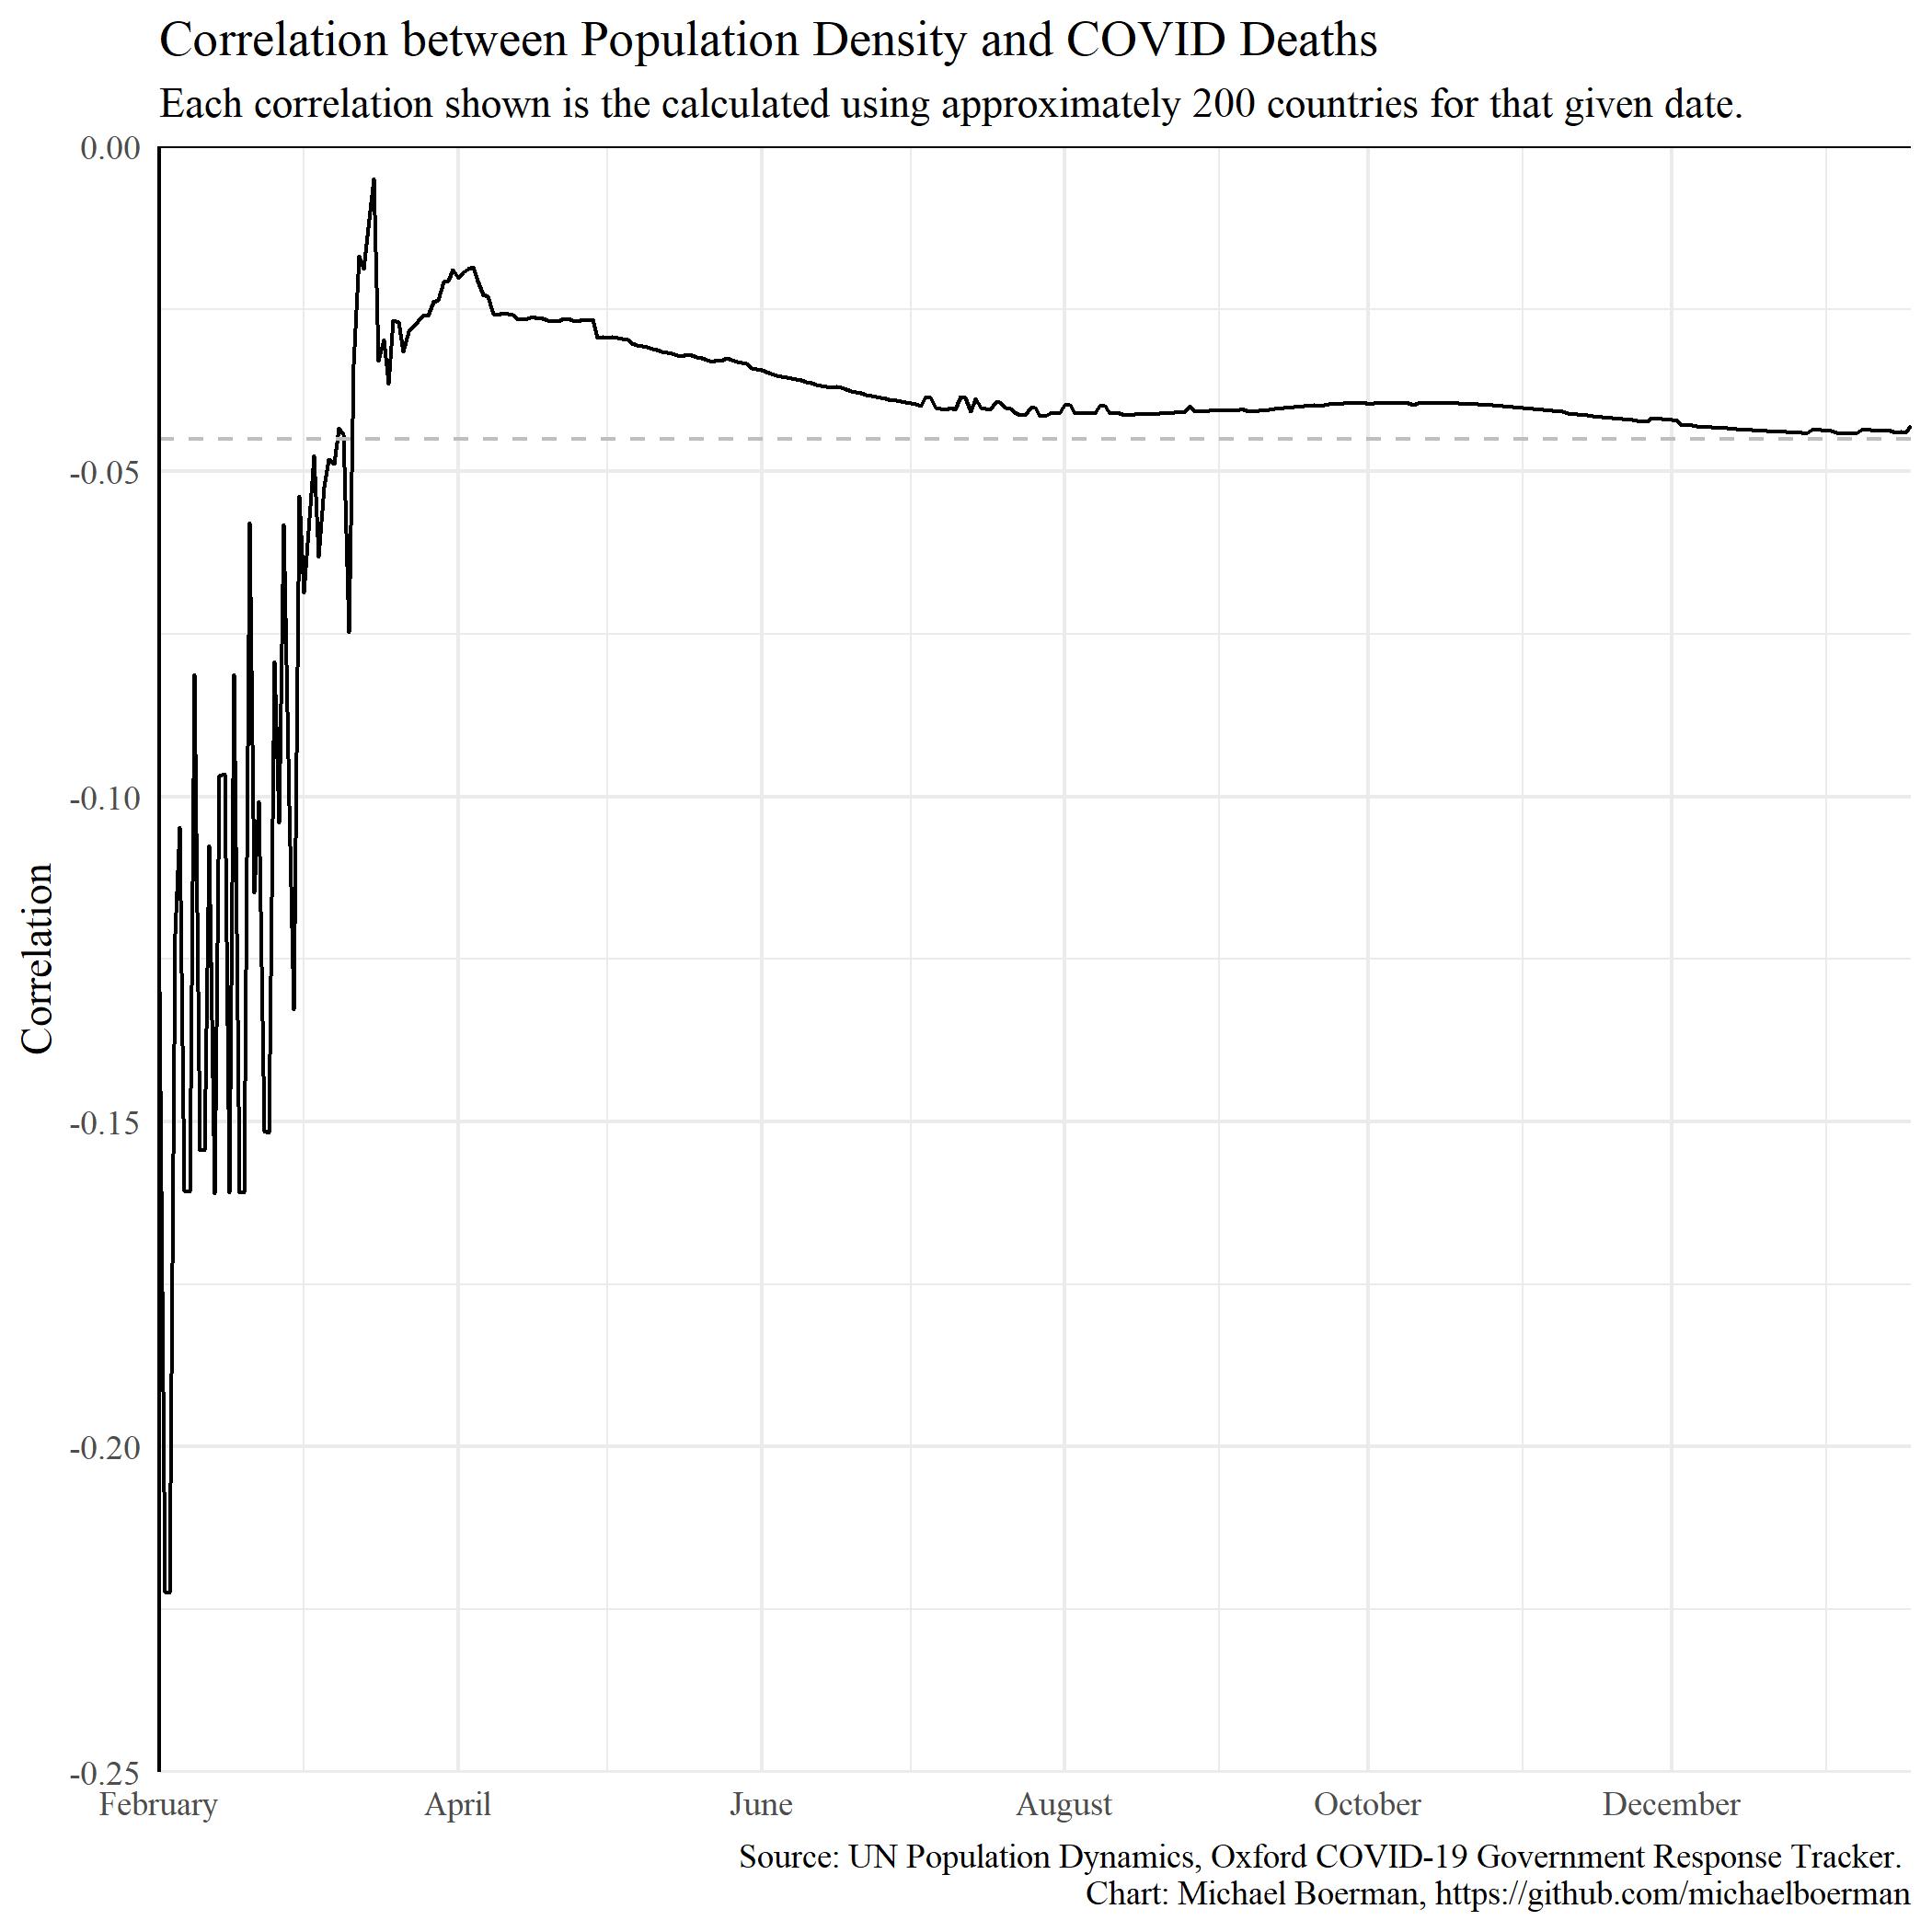 Correlation between Population Density and COVID Deaths
Each correlation shown is the calculated using approximately 200 countries for that given date.
0.00
-0.05
-0.10
-0.15
-0.20
-0.25
Correlation
February April June August October December
Source: UN Population Dynamics, Oxford COVID-19 Government Response Tracker.
Chart: Michael Boerman, https://github.com/michaelboerman